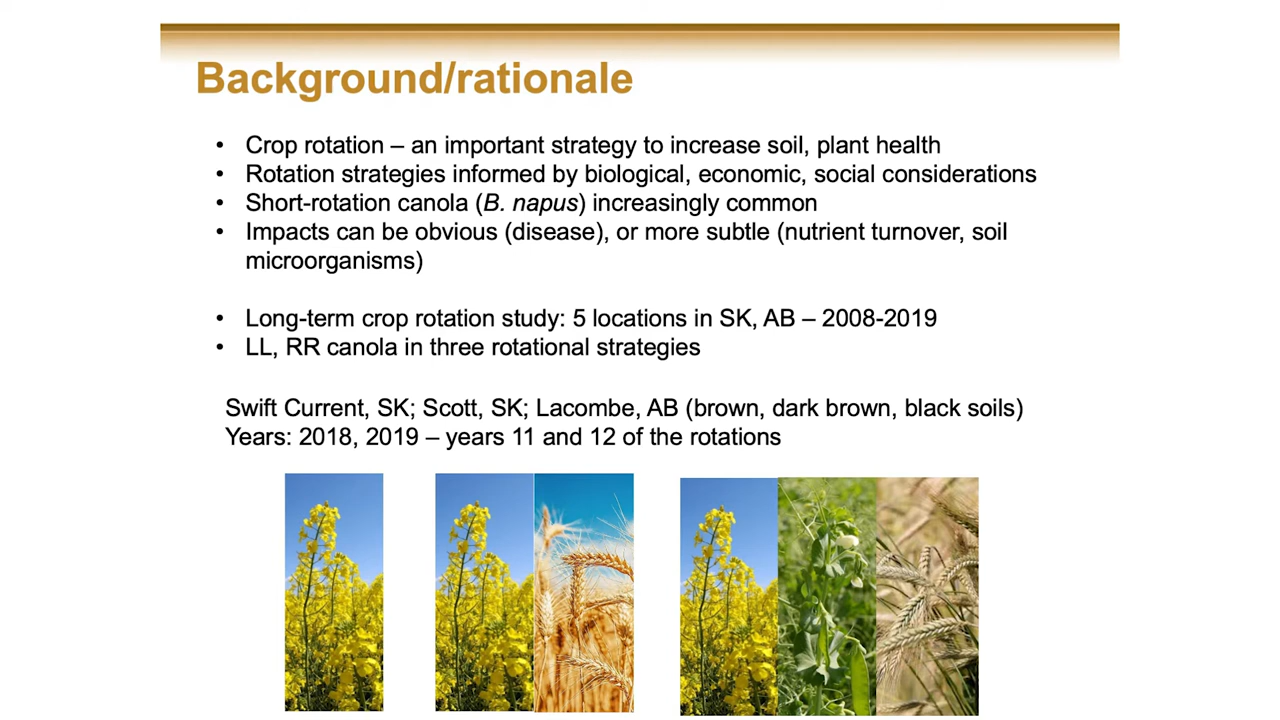 Background/rationale
• Crop rotation – an important strategy to increase soil, plant health
• Rotation strategies informed by biological, economic, social considerations
• Short-rotation canola (B. napus) increasingly common
• Impacts can be obvious (disease), or more subtle (nutrient turnover, soil
microorganisms)
• Long-term crop rotation study: 5 locations in SK, AB – 2008-2019
• LL, RR canola in three rotational strategies
Swift Current, SK; Scott, SK; Lacombe, AB (brown, dark brown, black soils)
Years: 2018, 2019 – years 11 and 12 of the rotations